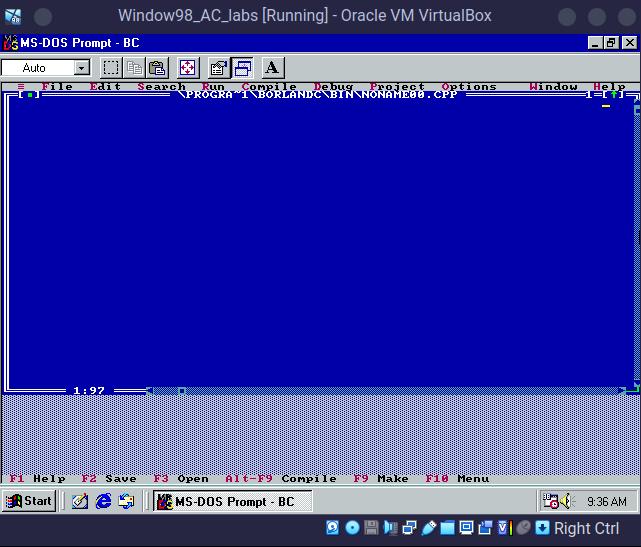 Window98_AC_labs [Running] - Oracle VM VirtualBox
MS-DOS Prompt - BC
Auto
A
≡ File Edit Search Run Compile Debug Project Options Window Help
[■] \PROGRA~1\BORLANDC\BIN\NONAME00.CPP 1=[↑]
1:97
F1 Help F2 Save F3 Open Alt-F9 Compile F9 Make F10 Menu
Start MS-DOS Prompt - BC 9:36 AM
Right Ctrl